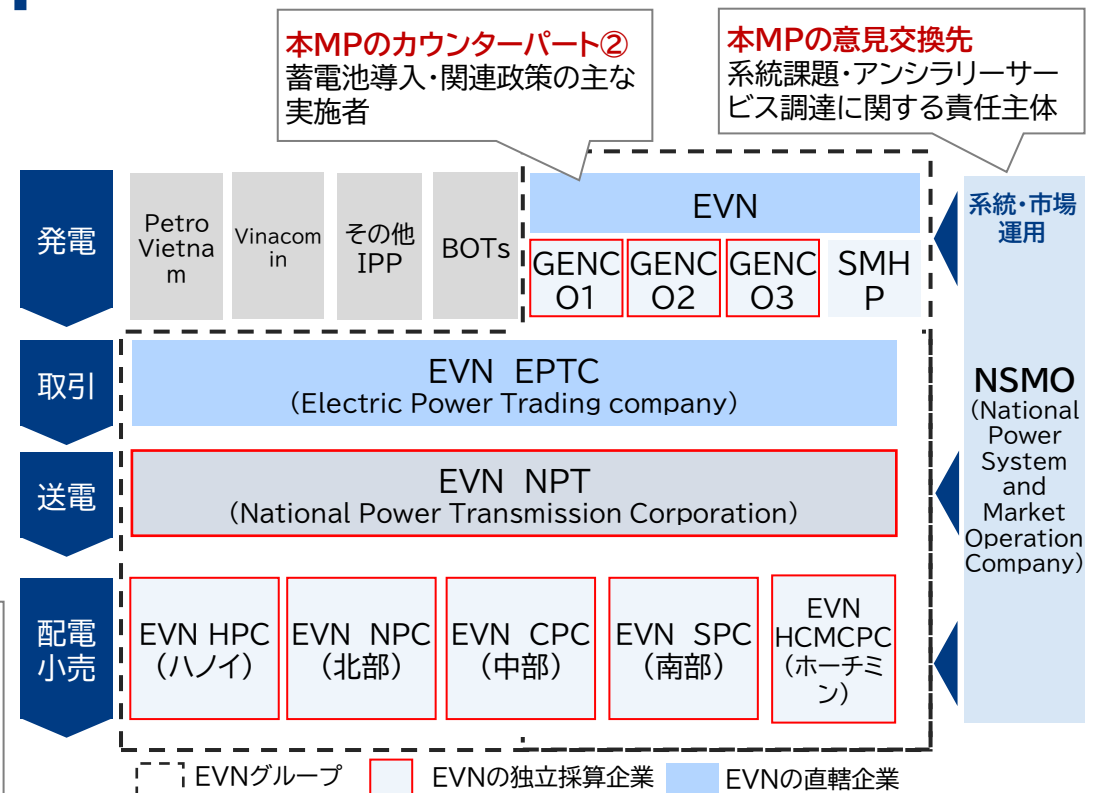 本MPのカウンターパート②
蓄電池導入・関連政策の主な
実施者
本MPの意見交換先
系統課題・アンシラリーサー
ビス調達に関する責任主体
発電
Petro
Vietna
m
Vinacom
in
その他
IPP
BOTs
EVN
GENC
O1
GENC
O2
GENC
O3
SMH
P
系統・市場
運用
取引
EVN EPTC
(Electric Power Trading company)
送電
EVN NPT
(National Power Transmission Corporation)
NSMO
(National
Power
System
and
Market
Operation
Company)
配電
小売
EVN HPC
(ハノイ)
EVN NPC
(北部)
EVN CPC
(中部)
EVN SPC
(南部)
EVN
HCMCPC
(ホーチミ
ン)
EVNグループ
EVNの独立採算企業
EVNの直轄企業